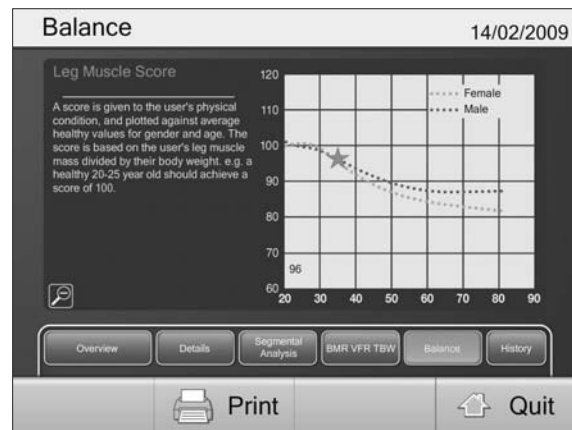 Balance
14/02/2009
Leg Muscle Score
A score is given to the user's physical
condition, and plotted against average
healthy values for gender and age. The
score is based on the user's leg muscle
mass divided by their body weight. e.g. a
healthy 20-25 year old should achieve a
score of 100.
120
110
100
90
80
70
60
Female
Male
96
20 30 40 50 60 70 80 90
Overview
Details
Segmental
Analysis
BMR VFR TBW
Balance
History
Print
Quit